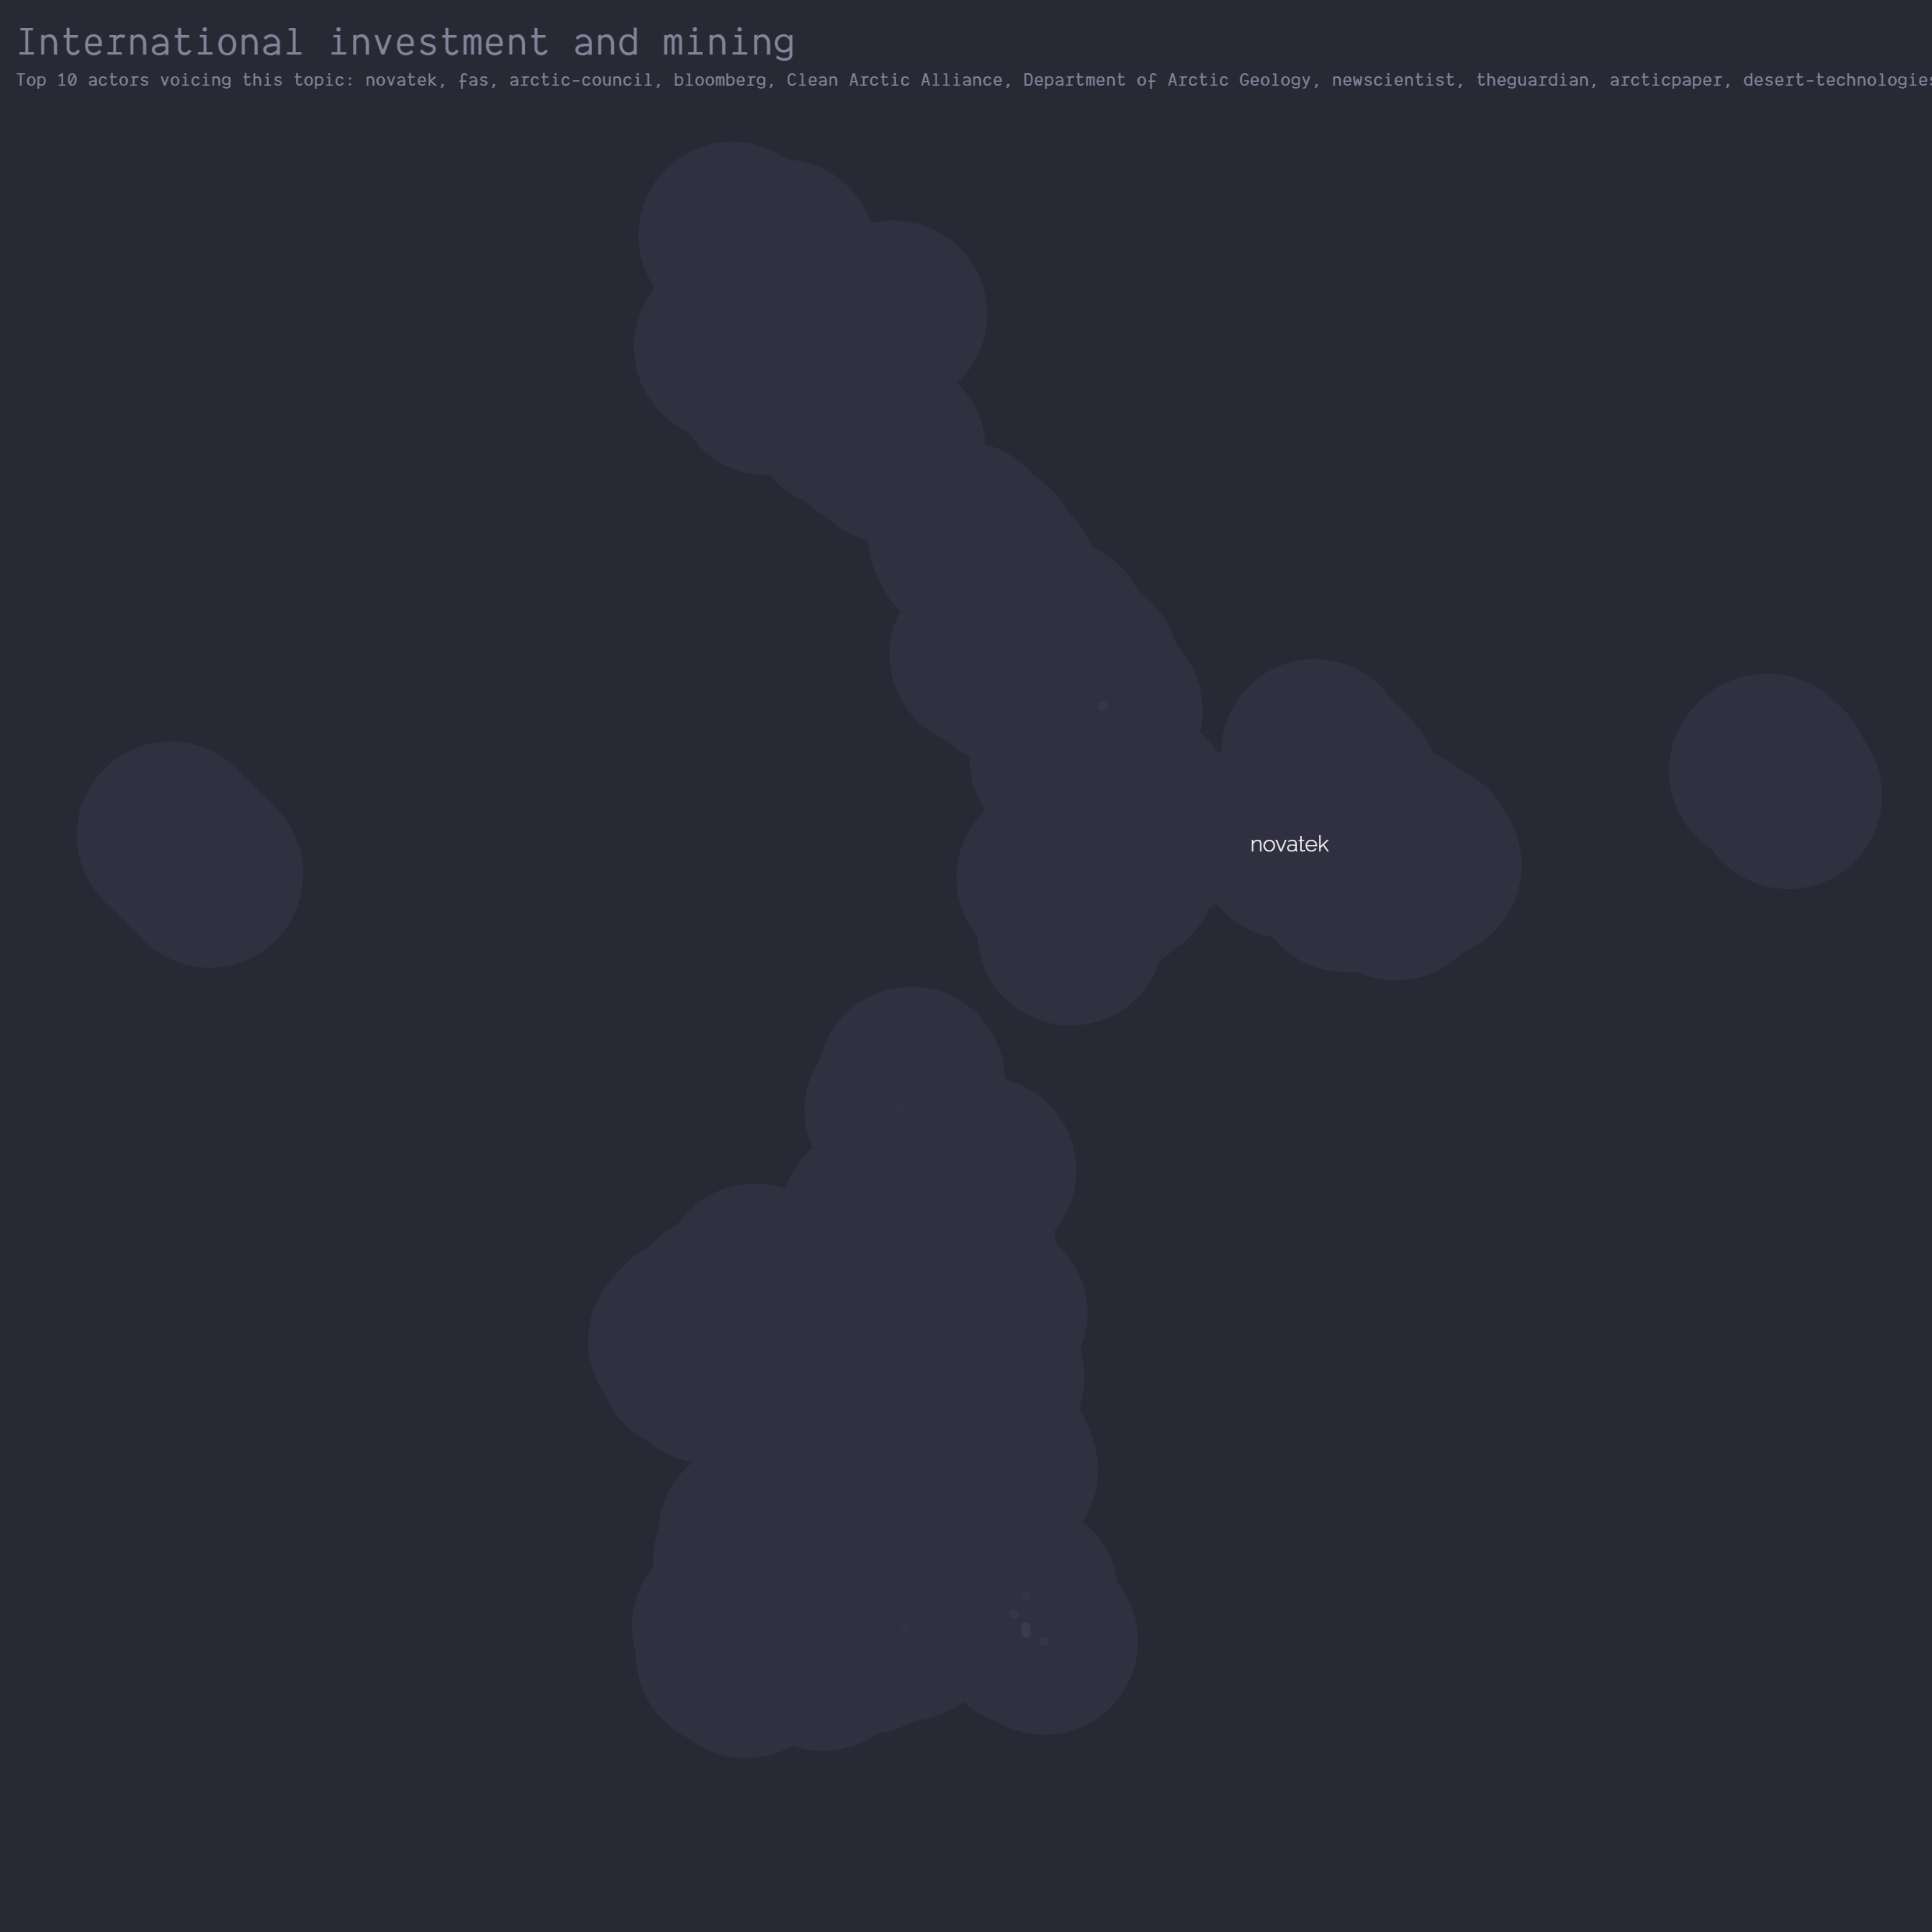 International investment and mining
Top 10 actors voicing this topic: novatek, fas, arctic-council, bloomberg, Clean Arctic Alliance, Department of Arctic Geology, newscientist, theguardian, arcticpaper, desert-technologies
novatek